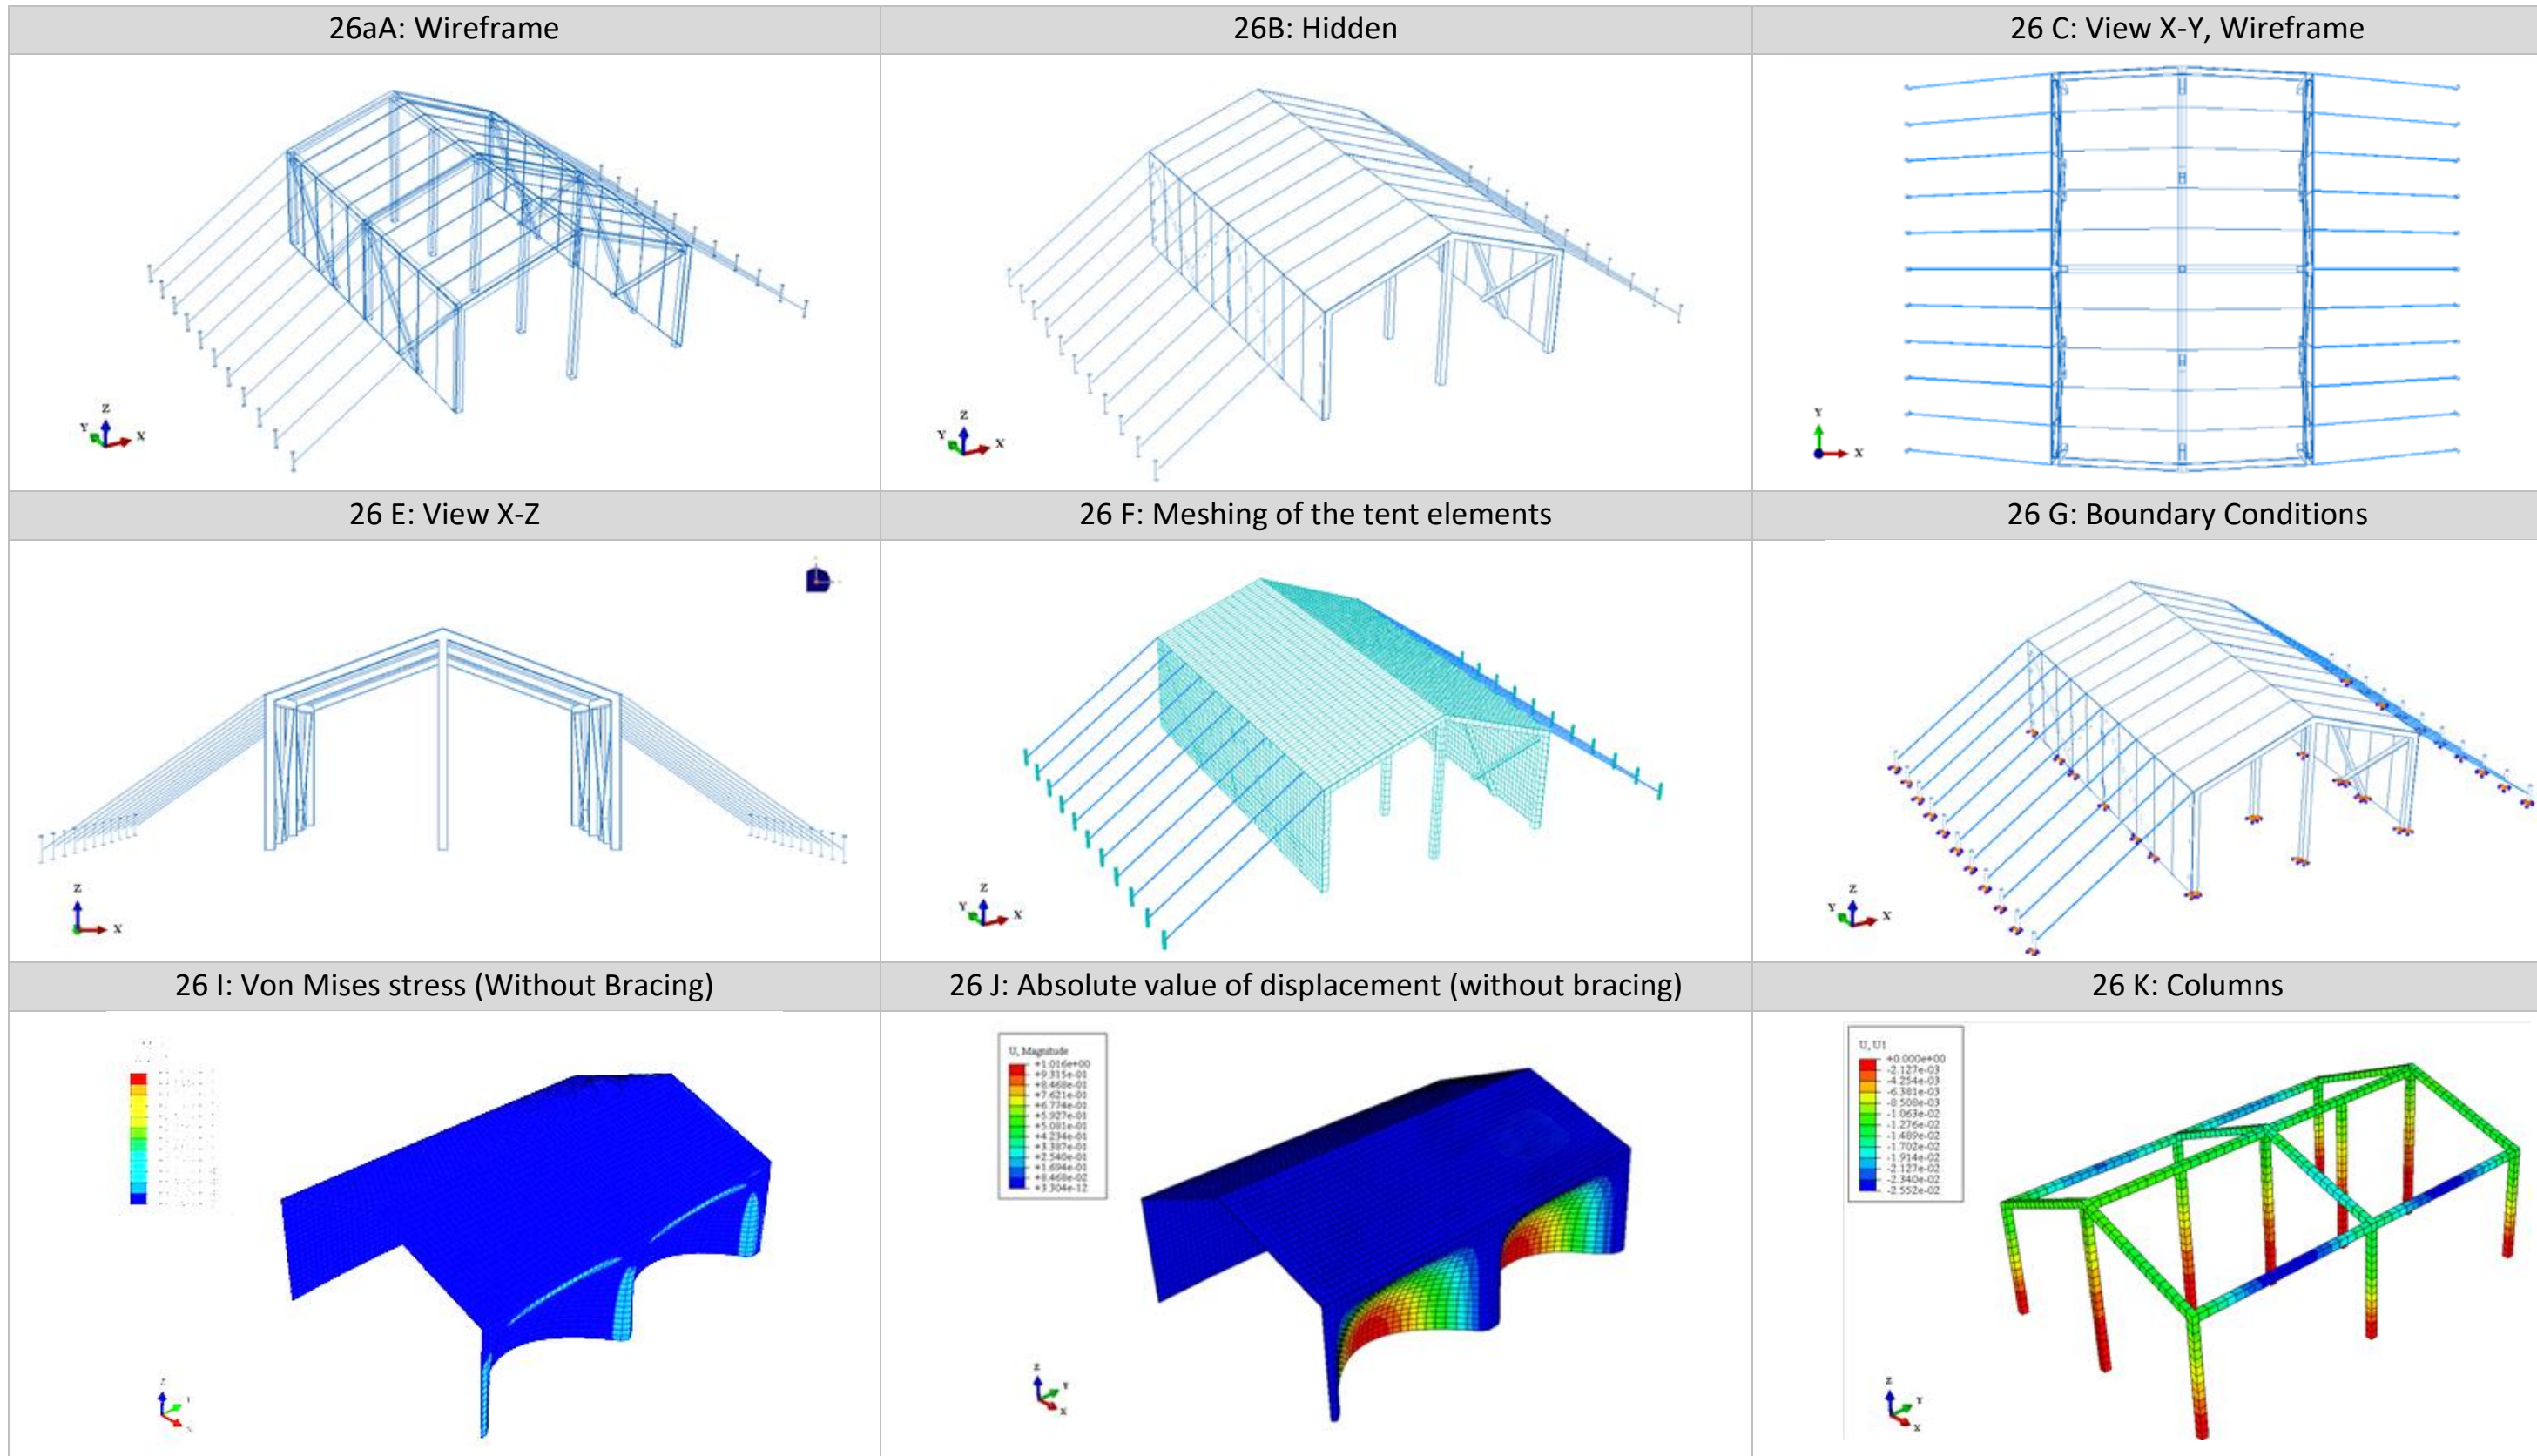 26aA: Wireframe
26B: Hidden
26 C: View X-Y, Wireframe
Z
Y
X
Z
Y
X
Y
X
26 E: View X-Z
26 F: Meshing of the tent elements
26 G: Boundary Conditions
Z
X
Z
Y
X
Z
Y
X
26 I: Von Mises stress (Without Bracing)
26 J: Absolute value of displacement (without bracing)
26 K: Columns
U, Magnitude
+1.016e+00
+9.315e-01
+8.468e-01
+7.621e-01
+6.774e-01
+5.927e-01
+5.081e-01
+4.234e-01
+3.387e-01
+2.540e-01
+1.694e-01
+8.468e-02
+3.304e-12
U, U1
+0.000e+00
-2.127e-03
-4.254e-03
-6.381e-03
-8.508e-03
-1.063e-02
-1.276e-02
-1.489e-02
-1.702e-02
-1.914e-02
-2.127e-02
-2.340e-02
-2.552e-02
Z
X
Z
Y
X
Z
Y
X